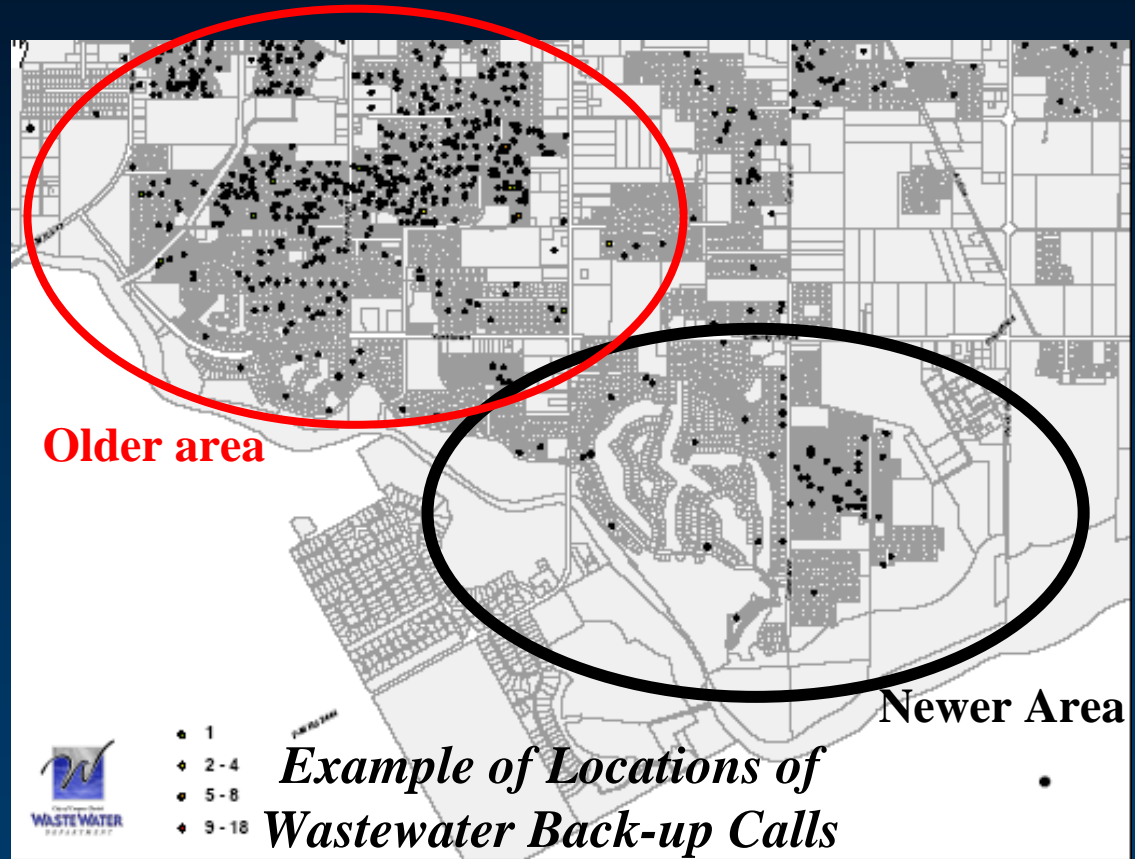 Older area
Newer Area
1
2 - 4
5 - 8
9 - 18
Example of Locations of
Wastewater Back-up Calls
WASTEWATER
DEPARTMENT